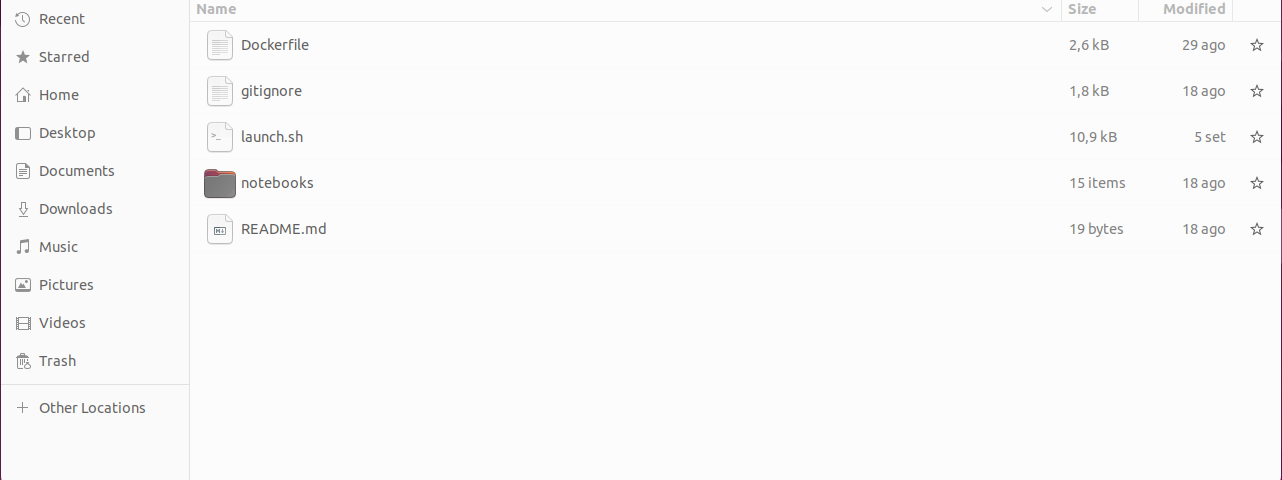 Recent
Starred
Home
Desktop
Documents
Downloads
Music
Pictures
Videos
Trash
Other Locations
Name Size Modified
Dockerfile 2,6 kB 29 ago
gitignore 1,8 kB 18 ago
launch.sh 10,9 kB 5 set
notebooks 15 items 18 ago
README.md 19 bytes 18 ago